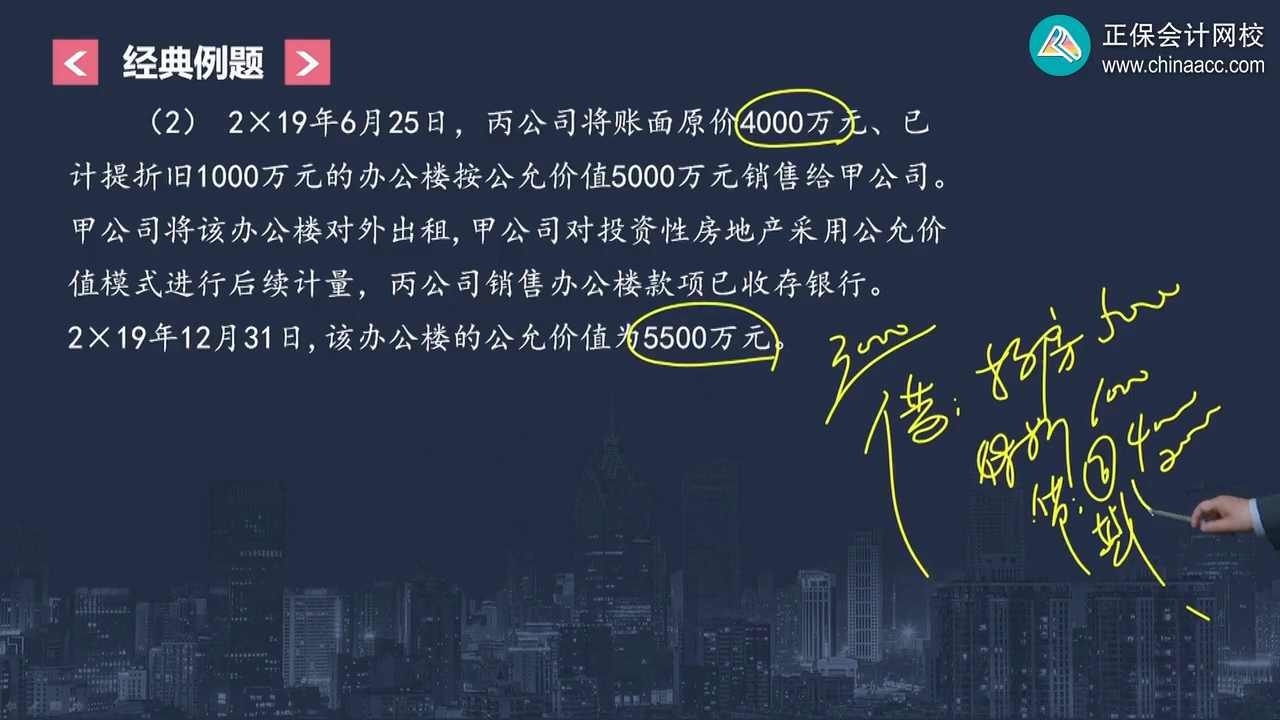 正保会计网校
www.chinaacc.com
经典例题
（2） 2×19年6月25日，丙公司将账面原价4000万元、已
计提折旧1000万元的办公楼按公允价值5000万元销售给甲公司。
甲公司将该办公楼对外出租，甲公司对投资性房地产采用公允价
值模式进行后续计量，丙公司销售办公楼款项已收存银行。
2×19年12月31日，该办公楼的公允价值为5500万元。
3000
借：投房 5000
1000
贷：固 4000
2000